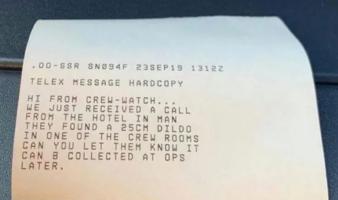 .OO-SSR SN094F 23SEP19 1312Z
TELEX MESSAGE HARDCOPY
HI FROM CREW-WATCH...
WE JUST RECEIVED A CALL
FROM THE HOTEL IN MAN
THEY FOUND A 25CM DILDO
IN ONE OF THE CREW ROOMS
CAN YOU LET THEM KNOW IT
CAN B COLLECTED AT OPS
LATER.